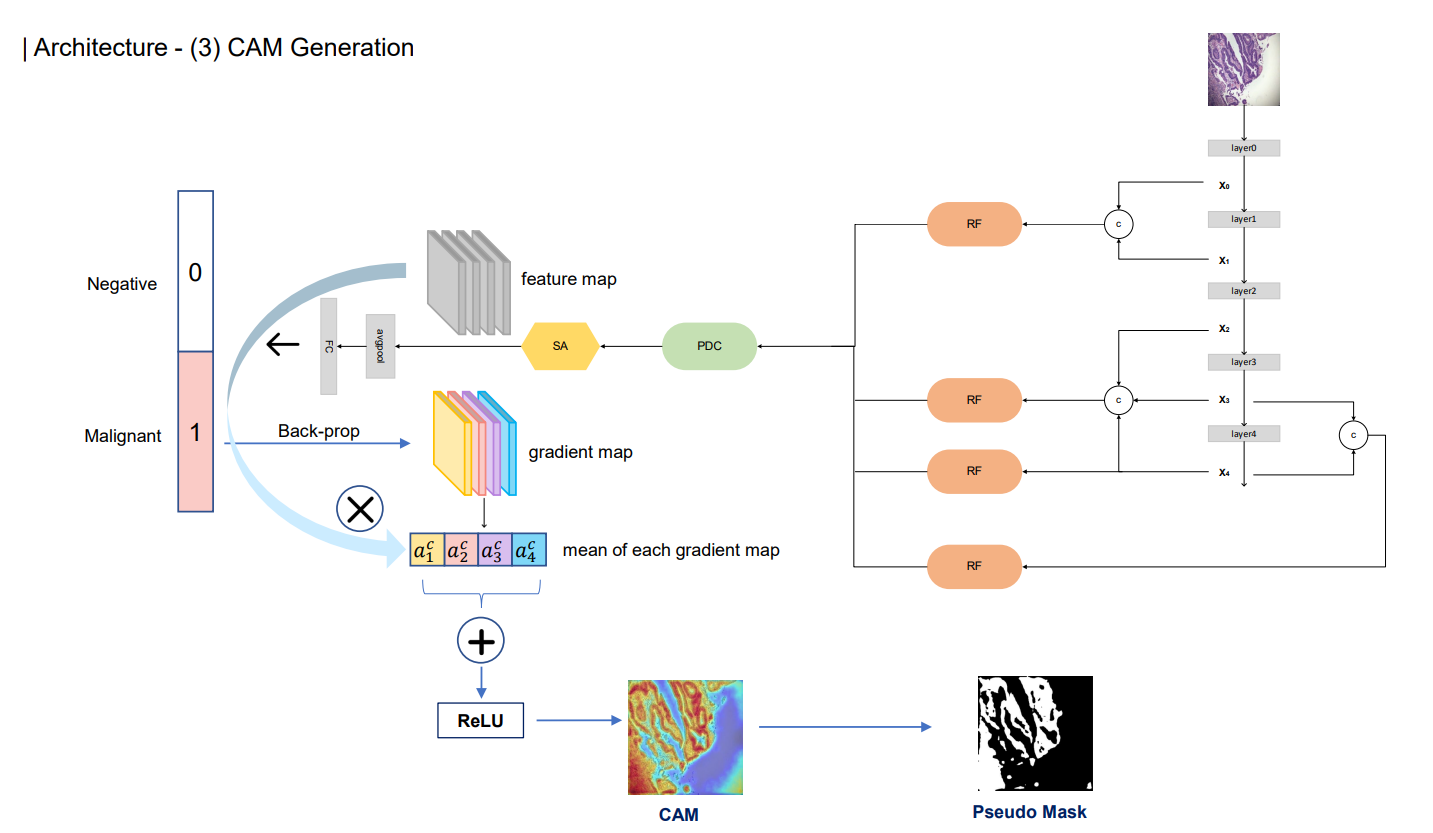 | Architecture - (3) CAM Generation
layer0
x₀
layer1
RF
c
x₁
layer2
Negative
0
feature map
x₂
FC
avgpool
SA
PDC
layer3
RF
c
x₃
Malignant
1
Back-prop
gradient map
layer4
c
RF
x₄
a₁ᶜ a₂ᶜ a₃ᶜ a₄ᶜ
mean of each gradient map
RF
ReLU
CAM
Pseudo Mask